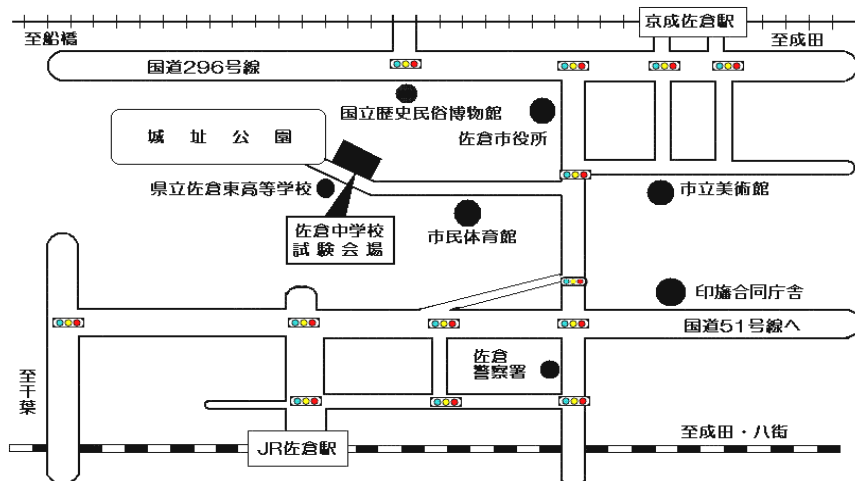 京成佐倉駅
至船橋
至成田
国道296号線
国立歴史民俗博物館
城址公園
佐倉市役所
県立佐倉東高等学校
市立美術館
佐倉中学校
試験会場
市民体育館
印旛合同庁舎
国道51号線へ
佐倉
警察署
至千葉
至成田・八街
JR佐倉駅